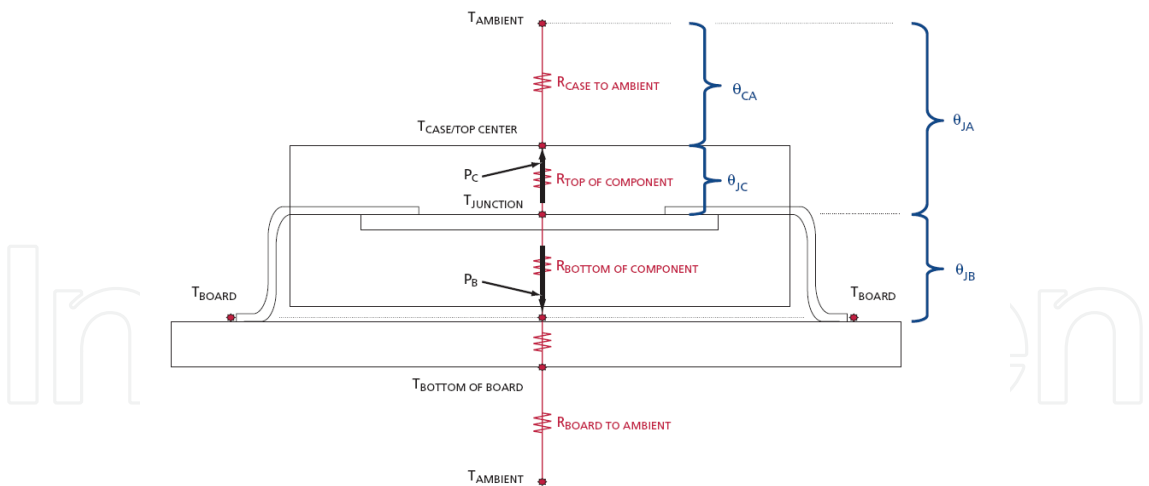 TAMBIENT
RCASE TO AMBIENT
θCA
θJA
TCASE/TOP CENTER
PC
RTOP OF COMPONENT
θJC
TJUNCTION
RBOTTOM OF COMPONENT
PB
θJB
TBOARD
TBOARD
TBOTTOM OF BOARD
RBOARD TO AMBIENT
TAMBIENT